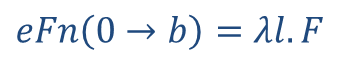 eFn(0 → b) = λl. F